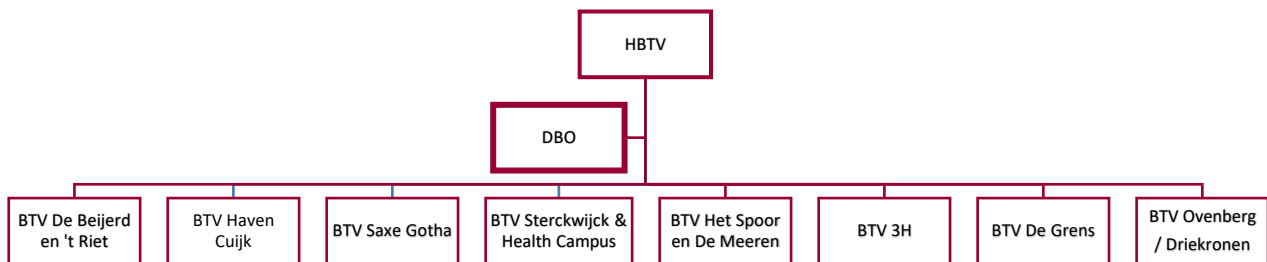 HBTV
DBO
BTV De Beijerd
en 't Riet
BTV Haven
Cuijk
BTV Saxe Gotha
BTV Sterckwijck &
Health Campus
BTV Het Spoor
en De Meeren
BTV 3H
BTV De Grens
BTV Ovenberg
/ Driekronen